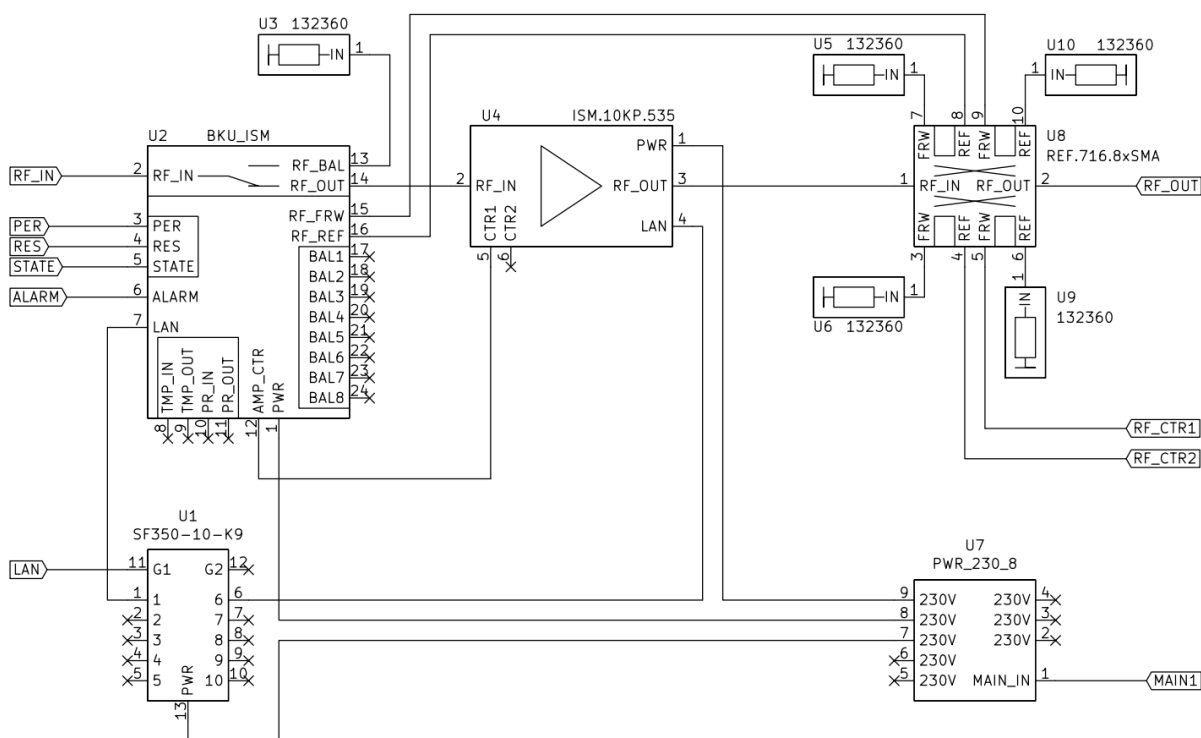 U3 132360
1
IN
U5 132360
1
IN
U10 132360
1
IN
U4
ISM.10KP.535
U2
BKU_ISM
7
8
9
10
FRW
REF
FRW
REF
U8
REF.716.8xSMA
RF_IN
2
RF_IN
RF_BAL
13
RF_OUT
14
2
RF_IN
PWR
1
RF_OUT
3
LAN
4
CTR1
CTR2
5
6
1
RF_IN
RF_OUT
2
RF_OUT
PER
3
PER
RES
4
RES
STATE
5
STATE
RF_FRW
15
RF_REF
16
FRW
REF
FRW
REF
3
4
5
6
ALARM
6
ALARM
7
LAN
BAL1
17
BAL2
18
BAL3
19
BAL4
20
BAL5
21
BAL6
22
BAL7
23
BAL8
24
1
IN
U6 132360
1
IN
U9
132360
TMP_IN
TMP_OUT
PR_IN
PR_OUT
AMP_CTR
PWR
8
9
10
11
12
1
RF_CTR1
RF_CTR2
U1
SF350-10-K9
LAN
11
G1
G2
12
1
1
6
6
2
2
7
7
3
3
8
8
4
4
9
9
5
5
10
10
PWR
13
U7
PWR_230_8
9
230V
230V
4
8
230V
230V
3
7
230V
230V
2
6
230V
5
230V
MAIN_IN
1
MAIN1